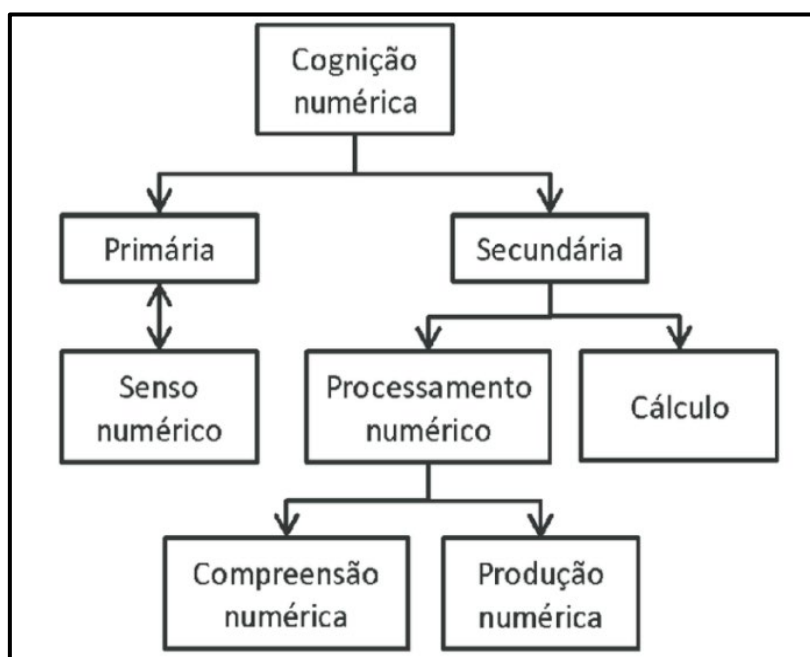 Cognição
numérica
Primária
Secundária
Senso
numérico
Processamento
numérico
Cálculo
Compreensão
numérica
Produção
numérica